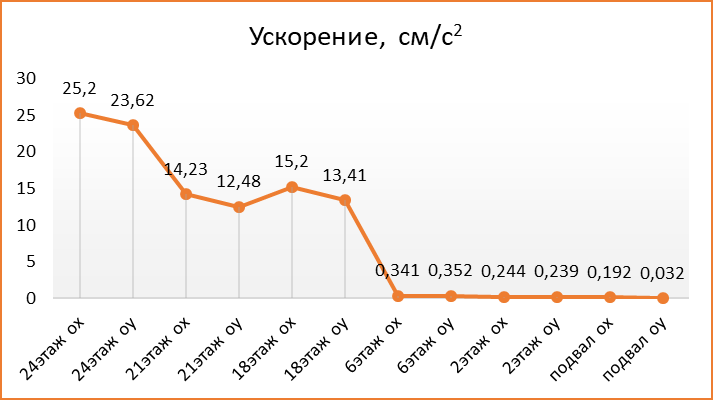 Ускорение, см/с²
30
25
20
15
10
5
0
25,2
23,62
14,23
12,48
15,2
13,41
0,341
0,352
0,244
0,239
0,192
0,032
24этаж ох
24этаж оу
21этаж ох
21этаж оу
18этаж ох
18этаж оу
6этаж ох
6этаж оу
2этаж ох
2этаж оу
подвал ох
подвал оу